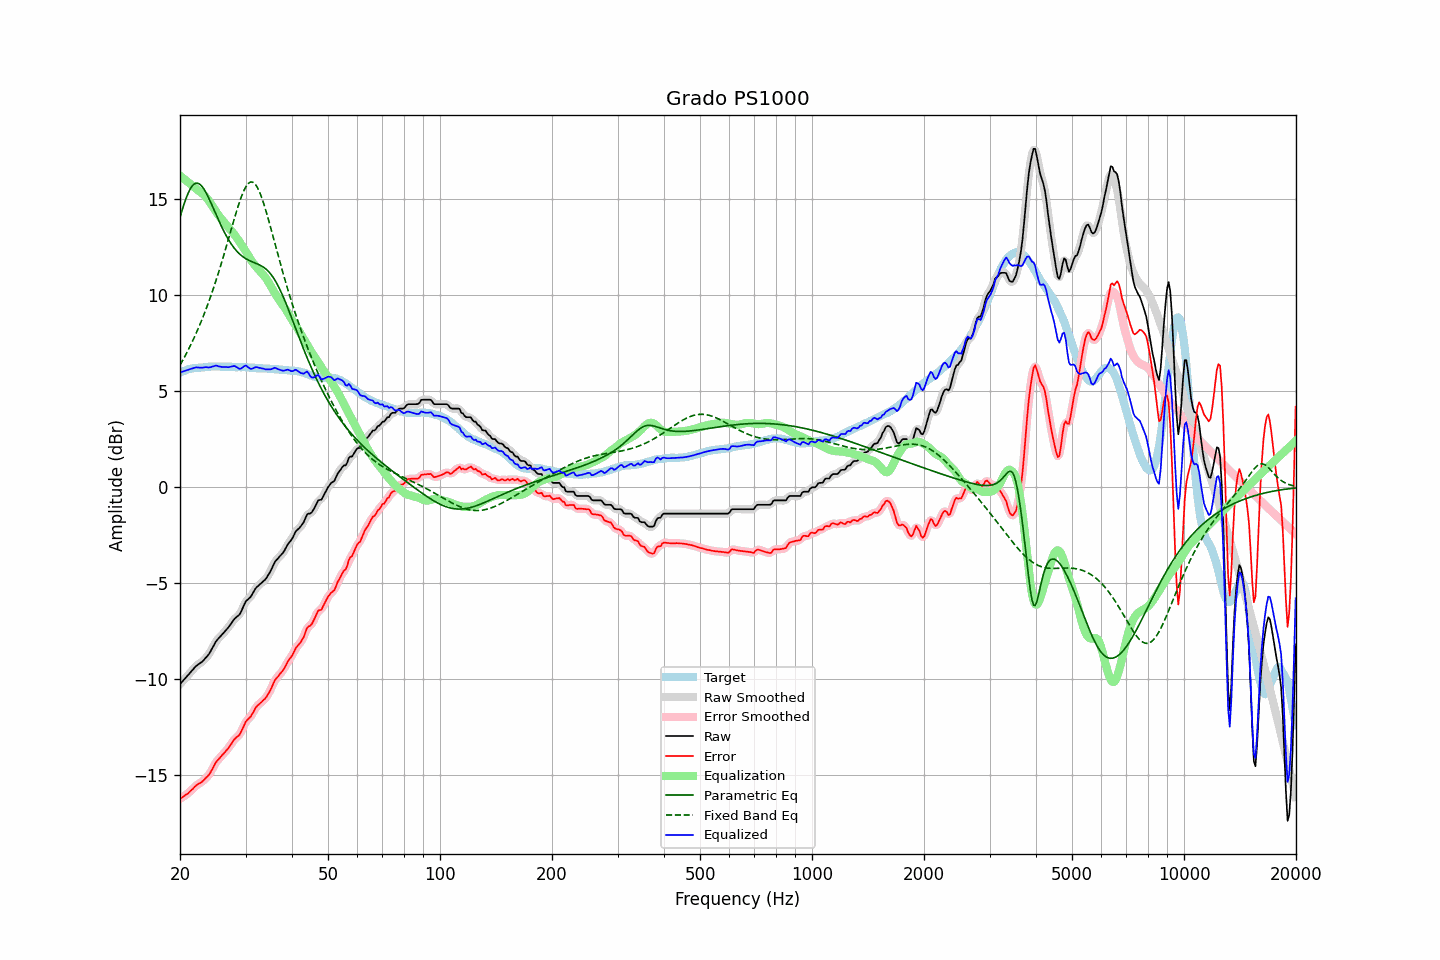 Grado PS1000
Amplitude (dBr)
15
10
5
0
−5
−10
−15
Target
Raw Smoothed
Error Smoothed
Raw
Error
Equalization
Parametric Eq
Fixed Band Eq
Equalized
20
50
100
200
500
1000
2000
5000
10000
20000
Frequency (Hz)